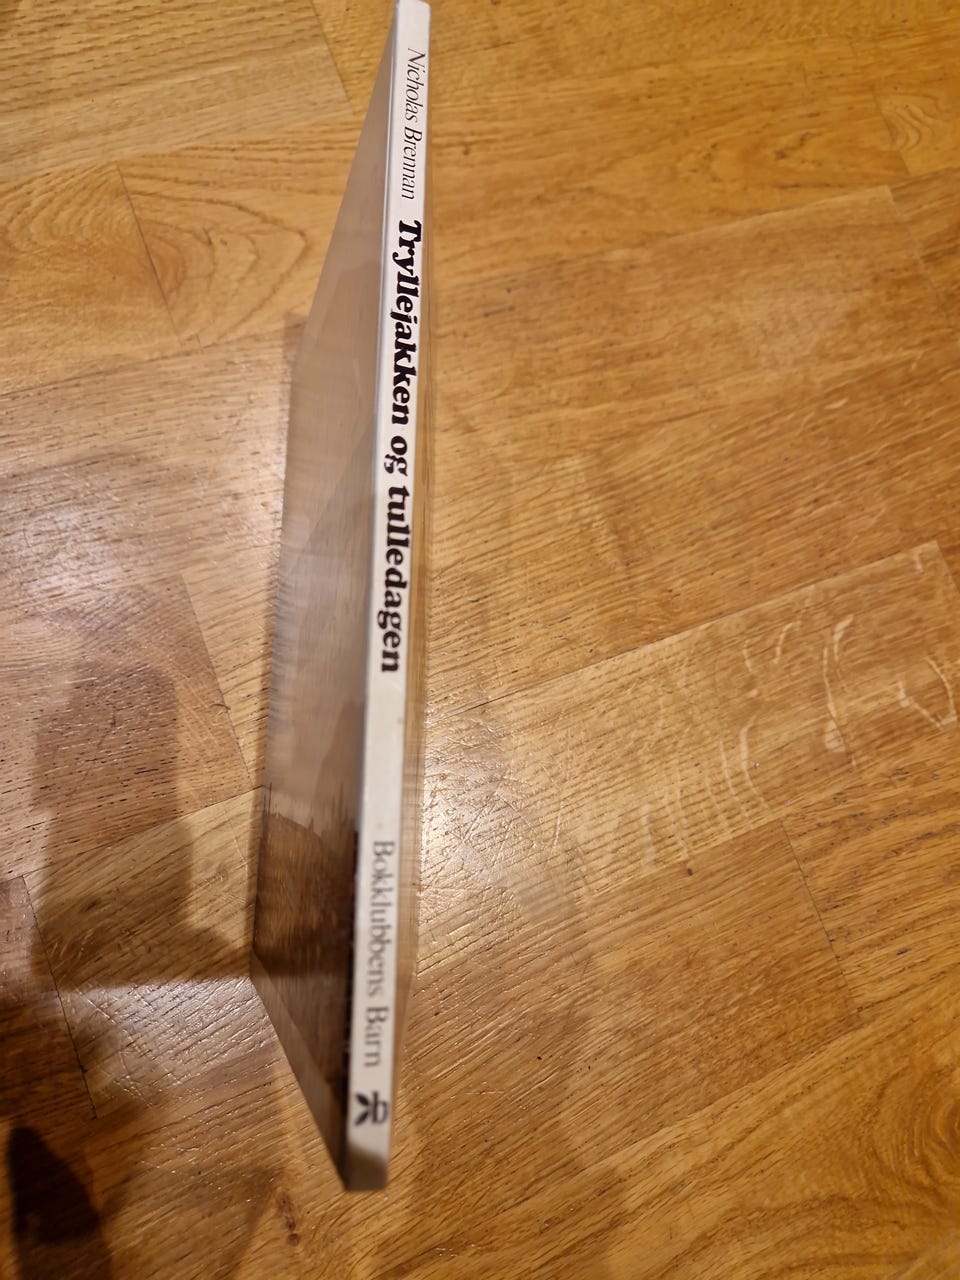 Nicholas Brennan Tryllejakken og tulledagen Bokklubbens Barn